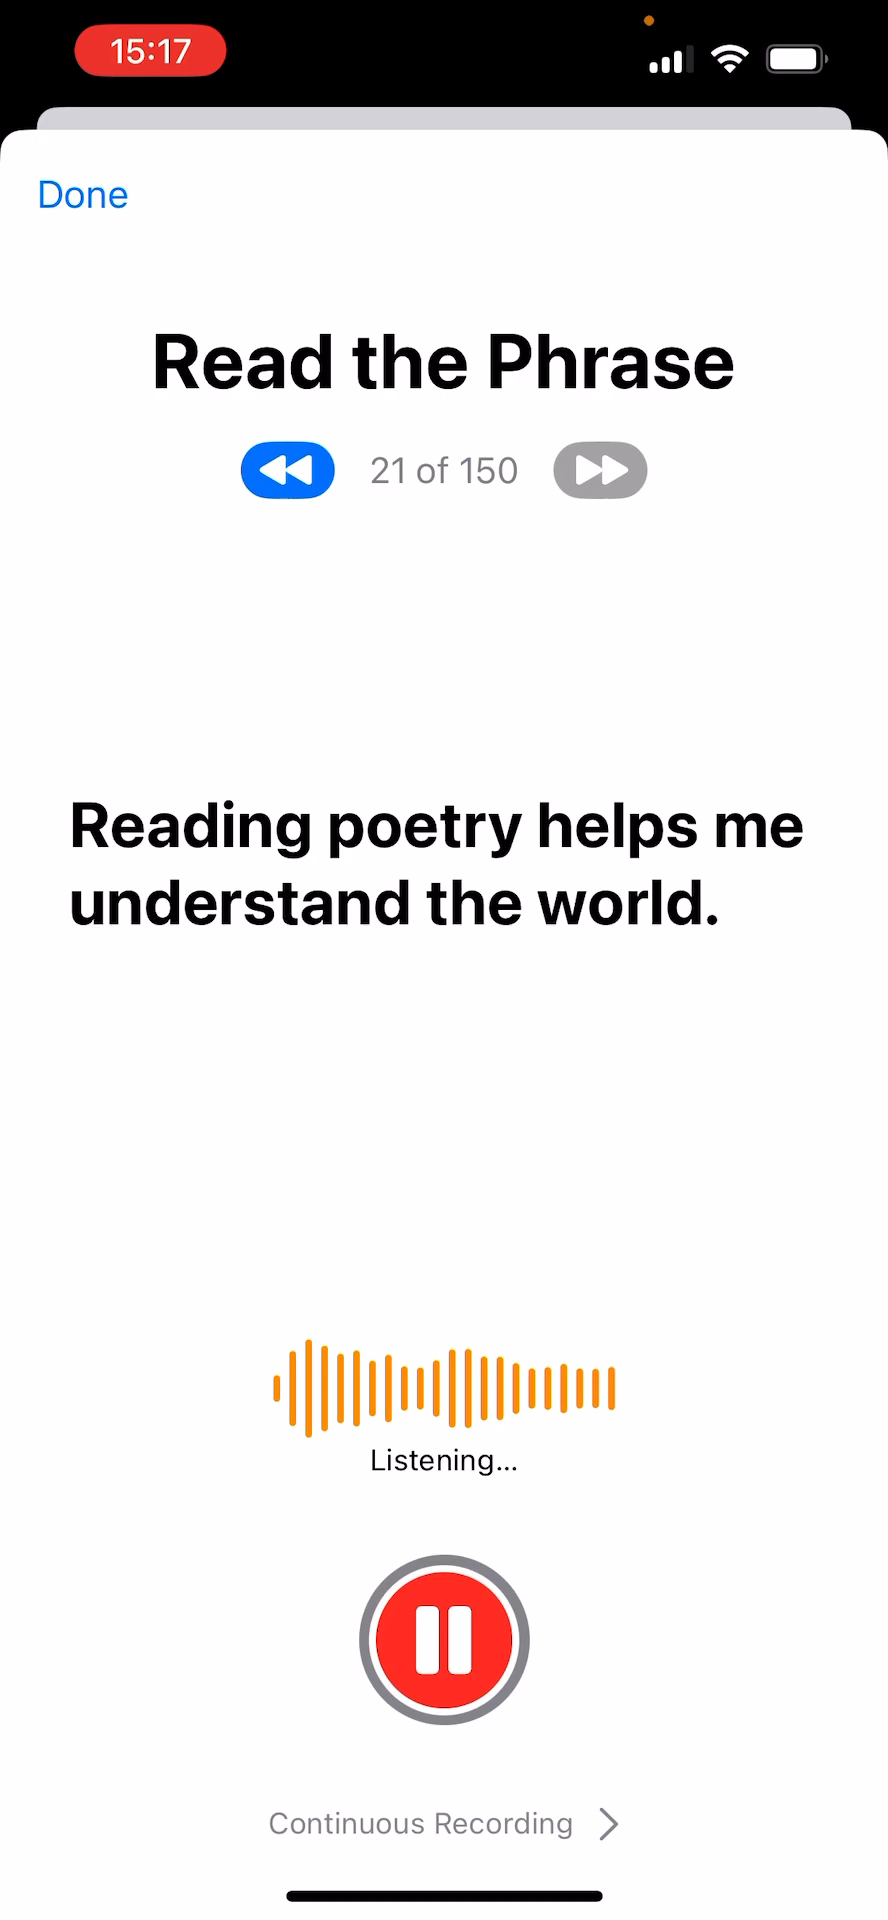 15:17
Done
Read the Phrase
21 of 150
Reading poetry helps me
understand the world.
Listening...
Continuous Recording